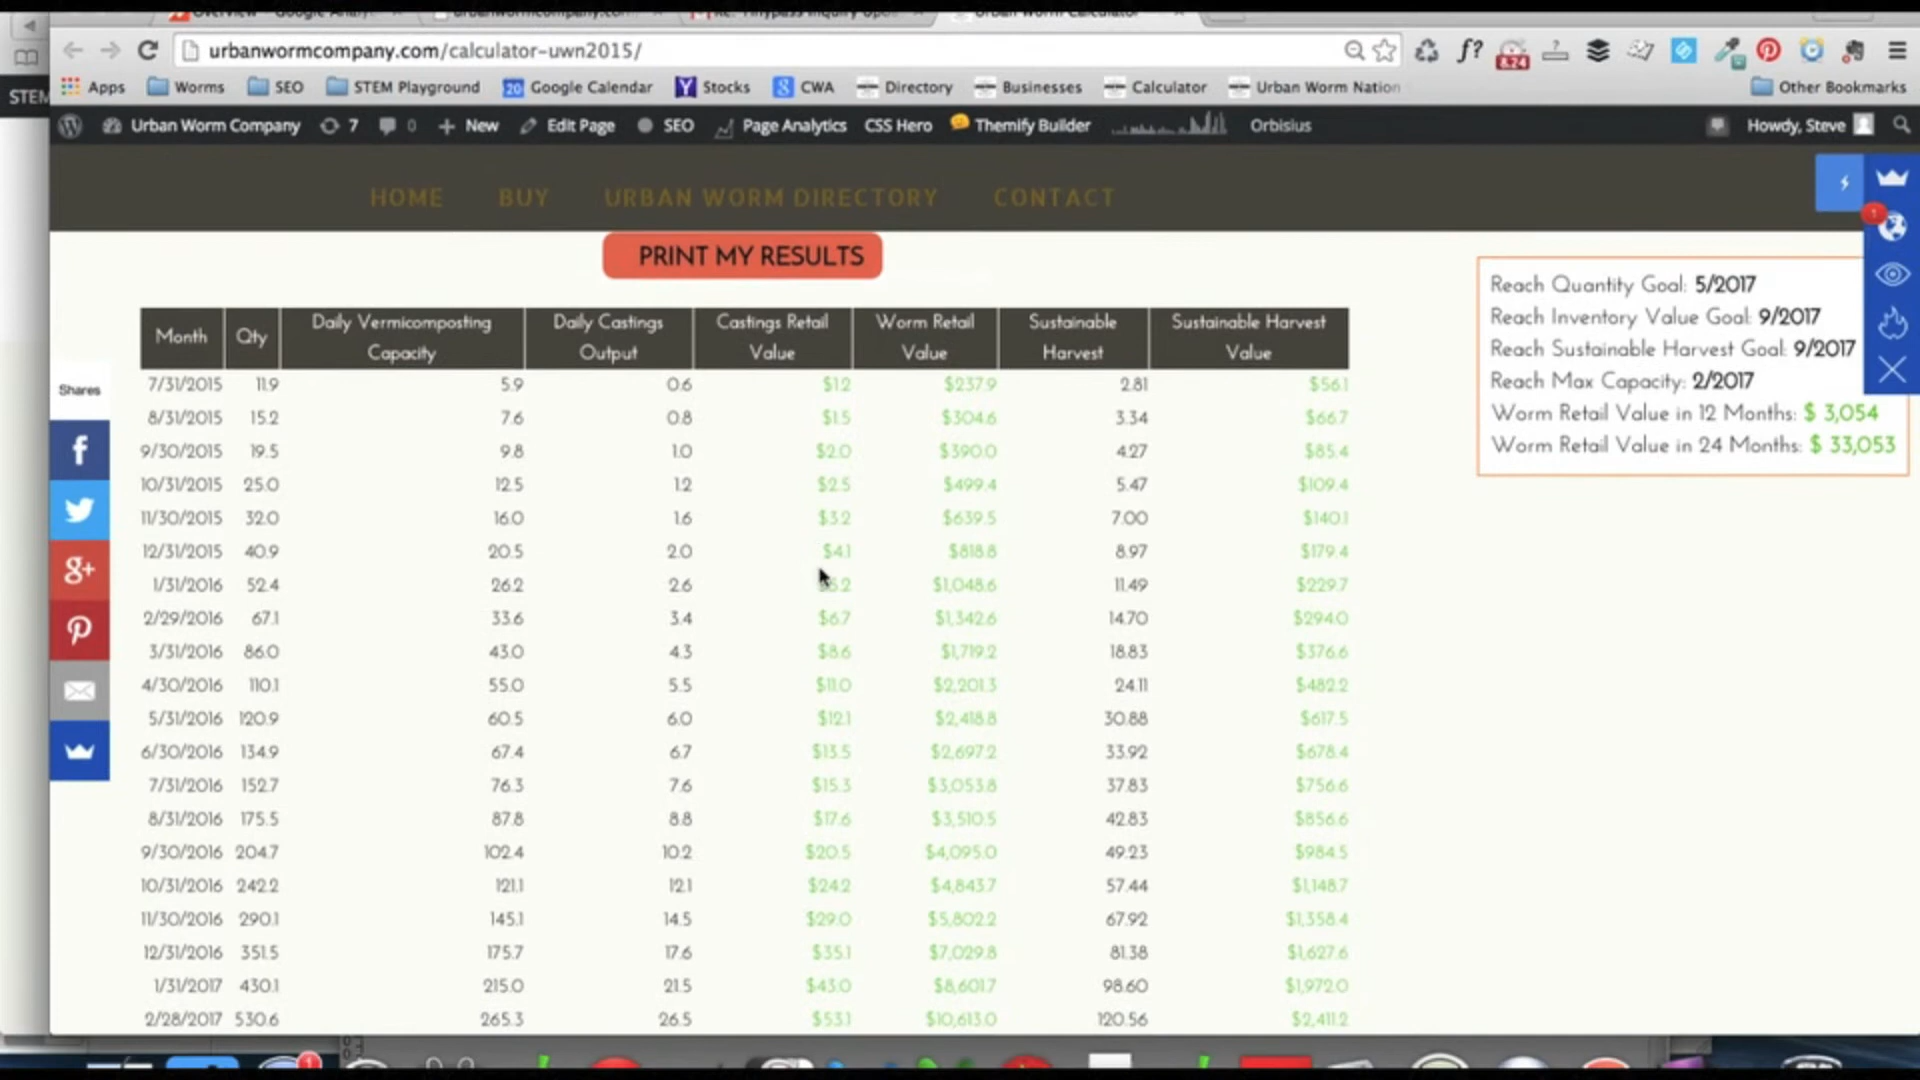 urbanwormcompany.com/calculator-uwn2015/
Apps Worms SEO STEM Playground 20 Google Calendar Stocks 8 CWA Directory Businesses Calculator Urban Worm Nation Other Bookmarks
STEM
Urban Worm Company 7 0 New Edit Page SEO Page Analytics CSS Hero Themify Builder Orbisius Howdy, Steve
HOME BUY URBAN WORM DIRECTORY CONTACT
PRINT MY RESULTS
Month Qty Daily Vermicomposting Capacity Daily Castings Output Castings Retail Value Worm Retail Value Sustainable Harvest Sustainable Harvest Value
7/31/2015 11.9 5.9 0.6 $1.2 $237.9 2.81 $56.1
8/31/2015 15.2 7.6 0.8 $1.5 $304.6 3.34 $66.7
9/30/2015 19.5 9.8 1.0 $2.0 $390.0 4.27 $85.4
10/31/2015 25.0 12.5 1.2 $2.5 $499.4 5.47 $109.4
11/30/2015 32.0 16.0 1.6 $3.2 $639.5 7.00 $140.1
12/31/2015 40.9 20.5 2.0 $4.1 $818.8 8.97 $179.4
1/31/2016 52.4 26.2 2.6 $1,048.6 11.49 $229.7
2/29/2016 67.1 33.6 3.4 $6.7 $1,342.6 14.70 $294.0
3/31/2016 86.0 43.0 4.3 $8.6 $1,719.2 18.83 $376.6
4/30/2016 110.1 55.0 5.5 $11.0 $2,201.3 24.11 $482.2
5/31/2016 120.9 60.5 6.0 $12.1 $2,418.8 30.88 $617.5
6/30/2016 134.9 67.4 6.7 $13.5 $2,697.2 33.92 $678.4
7/31/2016 152.7 76.3 7.6 $15.3 $3,053.8 37.83 $756.6
8/31/2016 175.5 87.8 8.8 $17.6 $3,510.5 42.83 $856.6
9/30/2016 204.7 102.4 10.2 $20.5 $4,095.0 49.23 $984.5
10/31/2016 242.2 121.1 12.1 $24.2 $4,843.7 57.44 $1,148.7
11/30/2016 290.1 145.1 14.5 $29.0 $5,802.2 67.92 $1,358.4
12/31/2016 351.5 175.7 17.6 $35.1 $7,029.8 81.38 $1,627.6
1/31/2017 430.1 215.0 21.5 $43.0 $8,601.7 98.60 $1,972.0
2/28/2017 530.6 265.3 26.5 $53.1 $10,613.0 120.56 $2,411.2
Reach Quantity Goal: 5/2017
Reach Inventory Value Goal: 9/2017
Reach Sustainable Harvest Goal: 9/2017
Reach Max Capacity: 2/2017
Worm Retail Value in 12 Months: $ 3,054
Worm Retail Value in 24 Months: $ 33,053
Shares